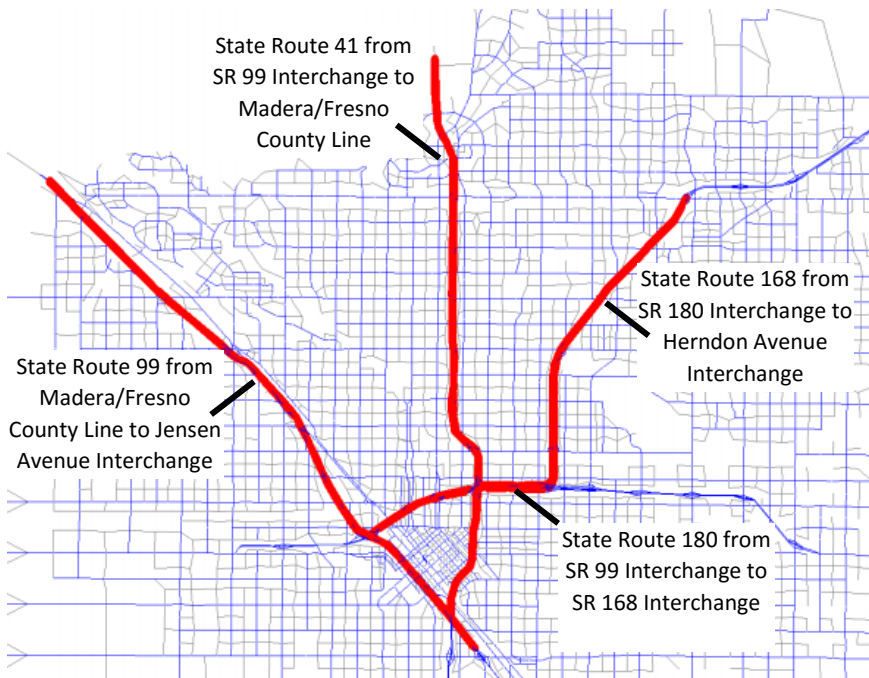 State Route 41 from
SR 99 Interchange to
Madera/Fresno
County Line
State Route 168 from
SR 180 Interchange to
Herndon Avenue
Interchange
State Route 99 from
Madera/Fresno
County Line to Jensen
Avenue Interchange
State Route 180 from
SR 99 Interchange to
SR 168 Interchange